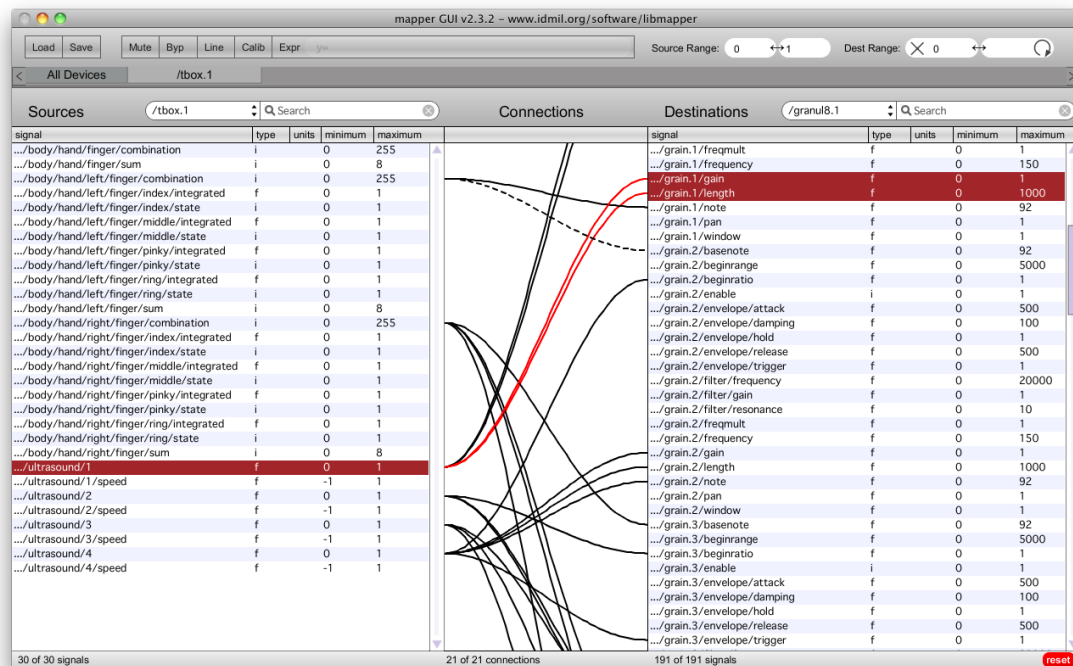 mapper GUI v2.3.2 – www.idmil.org/software/libmapper
Load Save Mute Byp Line Calib Expr y= Source Range: 0 ↔ 1 Dest Range: 0 ↔
< All Devices /tbox.1 >
Sources /tbox.1 Search Connections Destinations /granul8.1 Search
signal type units minimum maximum signal type units minimum maximum
.../body/hand/finger/combination i 0 255 .../grain.1/freqmult f 0 1
.../body/hand/finger/sum i 0 8 .../grain.1/frequency f 0 150
.../body/hand/left/finger/combination i 0 255 .../grain.1/gain f 0 1
.../body/hand/left/finger/index/integrated f 0 1 .../grain.1/length f 0 1000
.../body/hand/left/finger/index/state i 0 1 .../grain.1/note f 0 92
.../body/hand/left/finger/middle/integrated f 0 1 .../grain.1/pan f 0 1
.../body/hand/left/finger/middle/state i 0 1 .../grain.1/window f 0 1
.../body/hand/left/finger/pinky/integrated f 0 1 .../grain.2/basenote f 0 92
.../body/hand/left/finger/pinky/state i 0 1 .../grain.2/beginrange f 0 5000
.../body/hand/left/finger/ring/integrated f 0 1 .../grain.2/beginratio f 0 1
.../body/hand/left/finger/ring/state i 0 1 .../grain.2/enable i 0 1
.../body/hand/left/finger/sum i 0 8 .../grain.2/envelope/attack f 0 500
.../body/hand/right/finger/combination i 0 255 .../grain.2/envelope/damping f 0 100
.../body/hand/right/finger/index/integrated f 0 1 .../grain.2/envelope/hold f 0 1
.../body/hand/right/finger/index/state i 0 1 .../grain.2/envelope/release f 0 500
.../body/hand/right/finger/middle/integrated f 0 1 .../grain.2/envelope/trigger f 0 1
.../body/hand/right/finger/middle/state i 0 1 .../grain.2/filter/frequency f 0 20000
.../body/hand/right/finger/pinky/integrated f 0 1 .../grain.2/filter/gain f 0 1
.../body/hand/right/finger/pinky/state i 0 1 .../grain.2/filter/resonance f 0 10
.../body/hand/right/finger/ring/integrated f 0 1 .../grain.2/freqmult f 0 1
.../body/hand/right/finger/ring/state i 0 1 .../grain.2/frequency f 0 150
.../body/hand/right/finger/sum i 0 8 .../grain.2/gain f 0 1
.../ultrasound/1 f 0 1 .../grain.2/length f 0 1000
.../ultrasound/1/speed f -1 1 .../grain.2/note f 0 92
.../ultrasound/2 f 0 1 .../grain.2/pan f 0 1
.../ultrasound/2/speed f -1 1 .../grain.2/window f 0 1
.../ultrasound/3 f 0 1 .../grain.3/basenote f 0 92
.../ultrasound/3/speed f -1 1 .../grain.3/beginrange f 0 5000
.../ultrasound/4 f 0 1 .../grain.3/beginratio f 0 1
.../ultrasound/4/speed f -1 1 .../grain.3/enable i 0 1
.../grain.3/envelope/attack f 0 500
.../grain.3/envelope/damping f 0 100
.../grain.3/envelope/hold f 0 1
.../grain.3/envelope/release f 0 500
.../grain.3/envelope/trigger f 0 1
30 of 30 signals 21 of 21 connections 191 of 191 signals reset